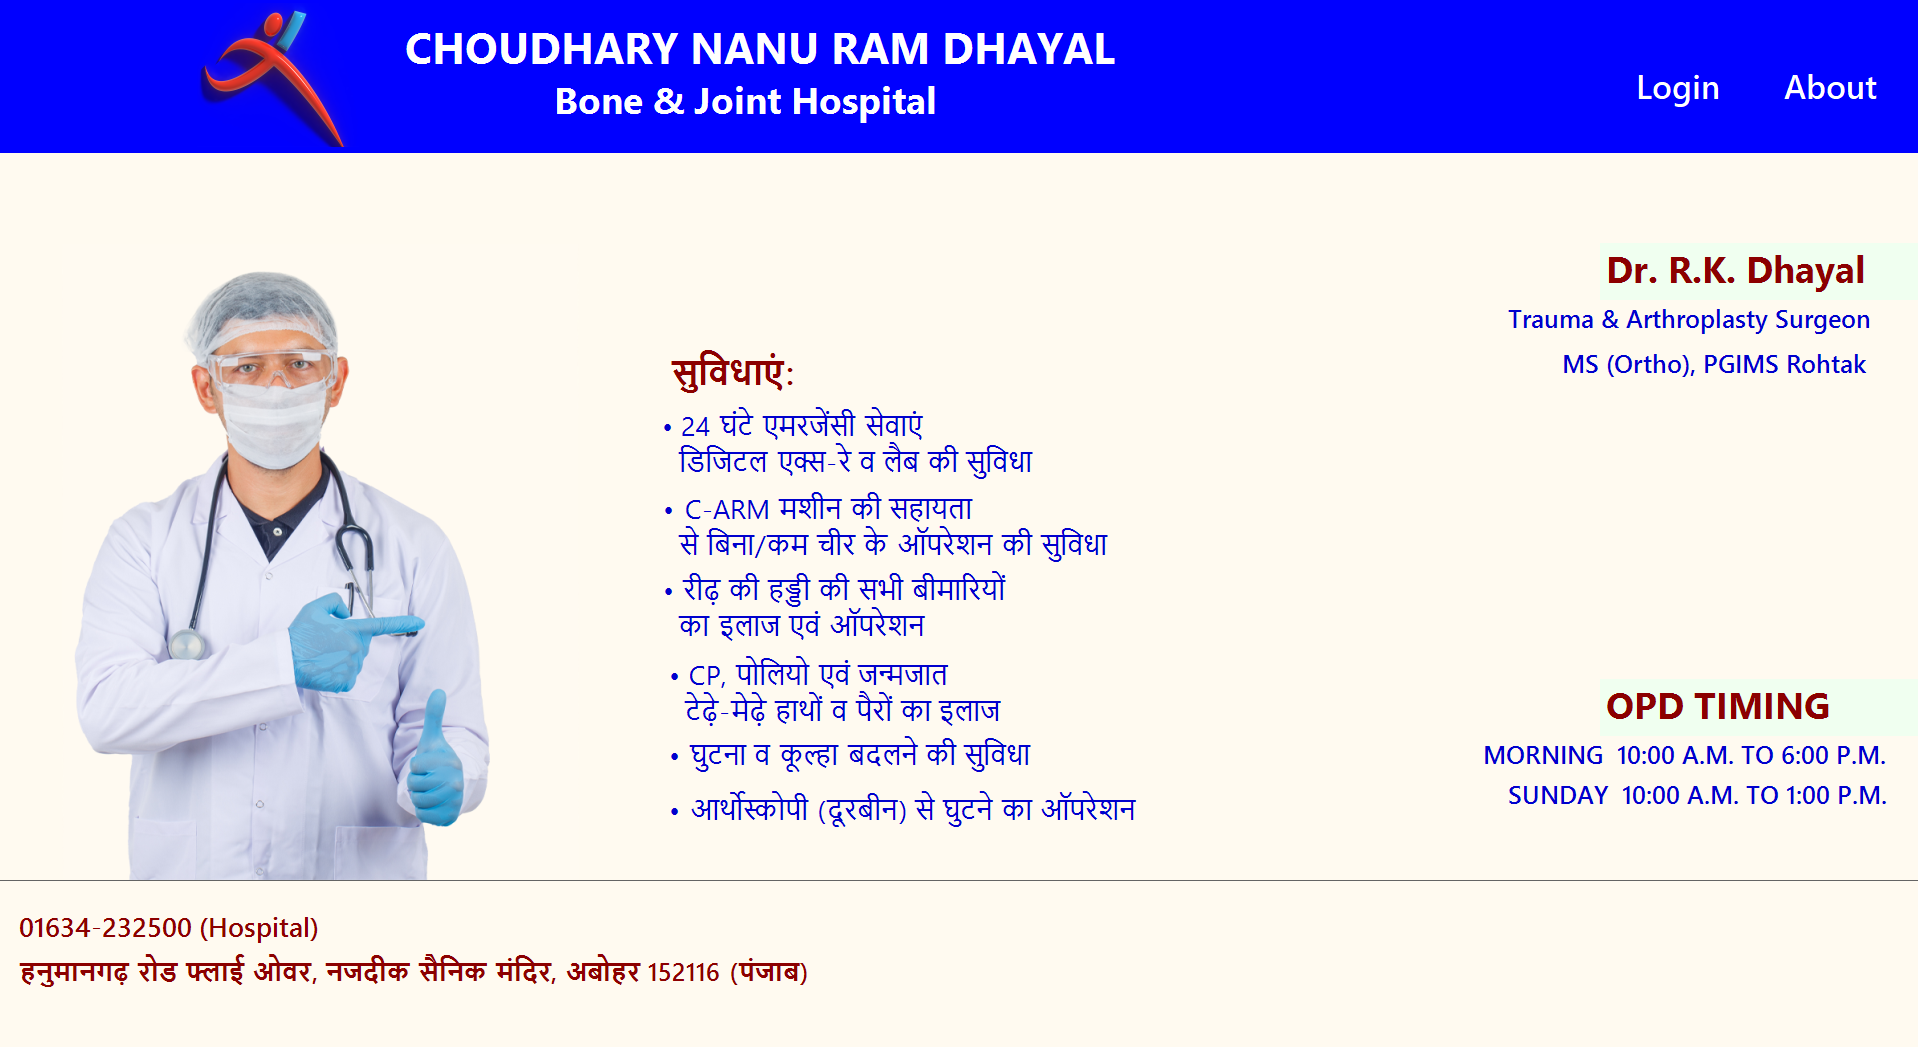 CHOUDHARY NANU RAM DHAYAL
Bone & Joint Hospital
Login
About
सुविधाएं:
• 24 घंटे एमरजेंसी सेवाएं
डिजिटल एक्स-रे व लैब की सुविधा
• C-ARM मशीन की सहायता
से बिना/कम चीर के ऑपरेशन की सुविधा
• रीढ़ की हड्डी की सभी बीमारियों
का इलाज एवं ऑपरेशन
• CP, पोलियो एवं जन्मजात
टेढ़े-मेढ़े हाथों व पैरों का इलाज
• घुटना व कूल्हा बदलने की सुविधा
• आर्थोस्कोपी (दूरबीन) से घुटने का ऑपरेशन
Dr. R.K. Dhayal
Trauma & Arthroplasty Surgeon
MS (Ortho), PGIMS Rohtak
OPD TIMING
MORNING 10:00 A.M. TO 6:00 P.M.
SUNDAY 10:00 A.M. TO 1:00 P.M.
01634-232500 (Hospital)
हनुमानगढ़ रोड फ्लाई ओवर, नजदीक सैनिक मंदिर, अबोहर 152116 (पंजाब)